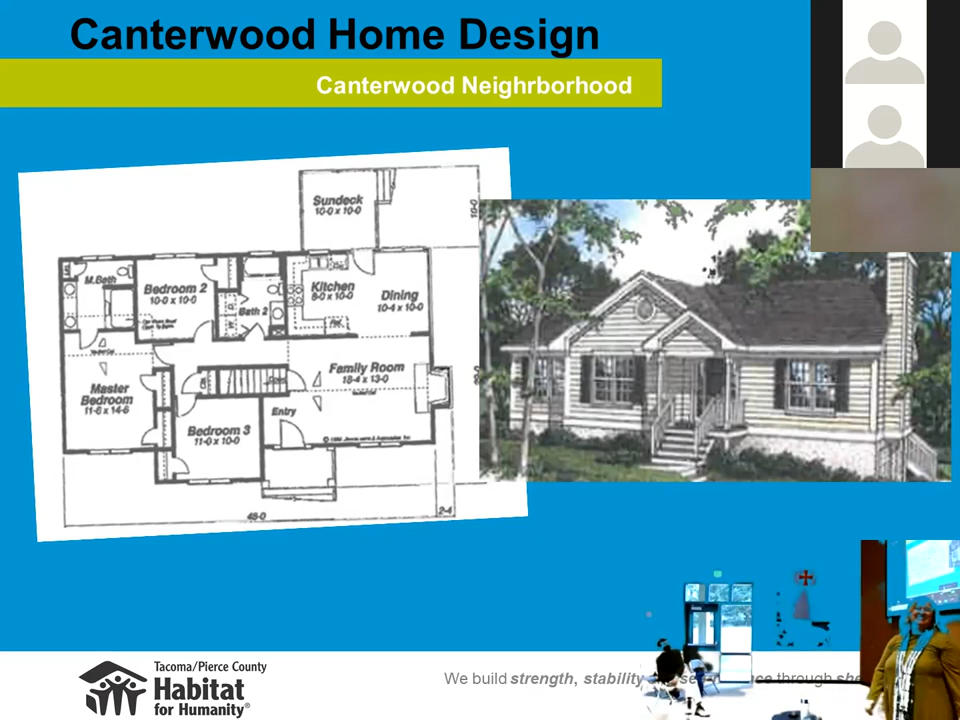 Canterwood Home Design
Canterwood Neighrborhood
Sundeck
10-0 x 10-0
M.Bath
Bedroom 2
10-0 x 10-0
Bath 2
Kitchen
8-0 x 10-0
Dining
10-4 x 10-0
Master
Bedroom
11-6 x 14-6
Family Room
18-4 x 13-0
Bedroom 3
11-0 x 10-0
Entry
48-0
2-4
Tacoma/Pierce County
Habitat
for Humanity®
We build strength, stability through